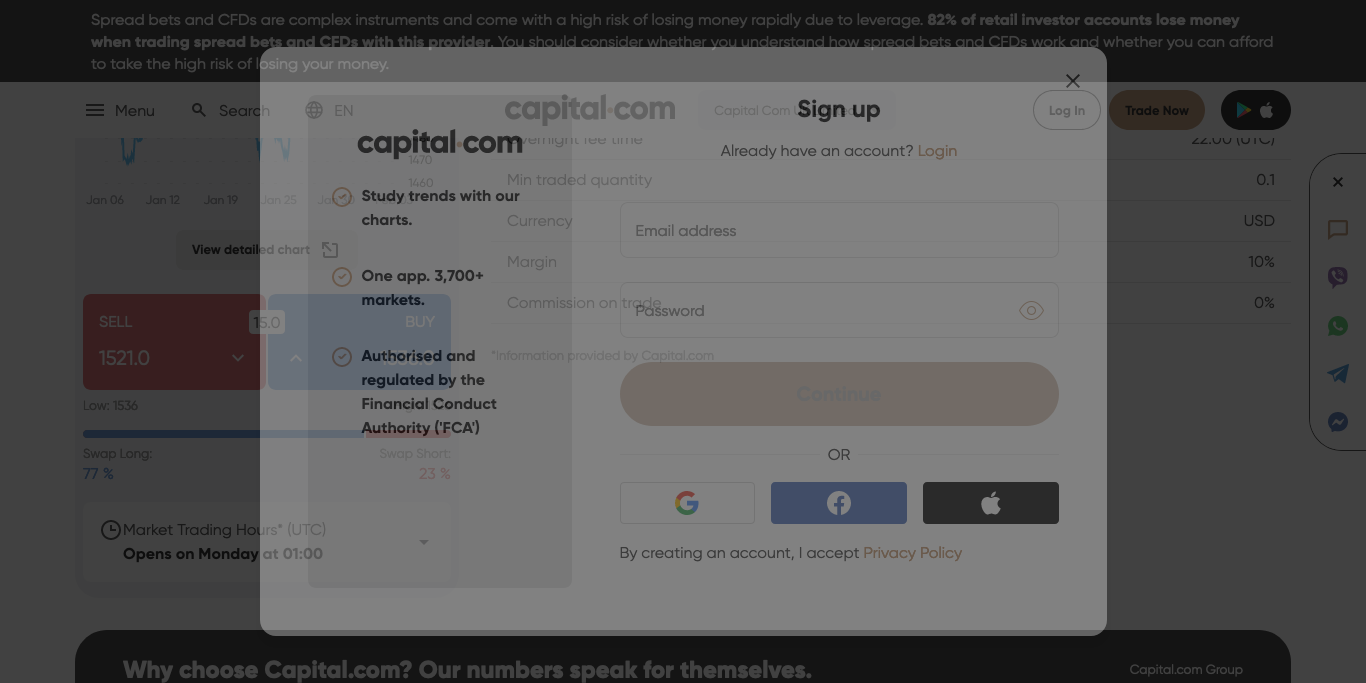 Spread bets and CFDs are complex instruments and come with a high risk of losing money rapidly due to leverage. 82% of retail investor accounts lose money
when trading spread bets and CFDs with this provider. You should consider whether you understand how spread bets and CFDs work and whether you can afford
to take the high risk of losing your money.
Menu
Search
EN
capital.com
Capital Com
Log In
Trade Now
Sign up
Already have an account? Login
capital.com
Study trends with our
charts.
One app. 3,700+
markets.
Authorised and
regulated by the
Financial Conduct
Authority ('FCA')
Email address
Password
Continue
OR
By creating an account, I accept Privacy Policy
1470
1460
Jan 06
Jan 12
Jan 19
Jan 25
View detailed chart
SELL
15.0
BUY
1521.0
Low: 1536
Swap Long:
Swap Short:
77 %
23 %
Market Trading Hours* (UTC)
Opens on Monday at 01:00
Overnight fee time
22:00 (UTC)
Min traded quantity
0.1
Currency
USD
Margin
10%
Commission on trade
0%
*Information provided by Capital.com
Why choose Capital.com? Our numbers speak for themselves.
Capital.com Group